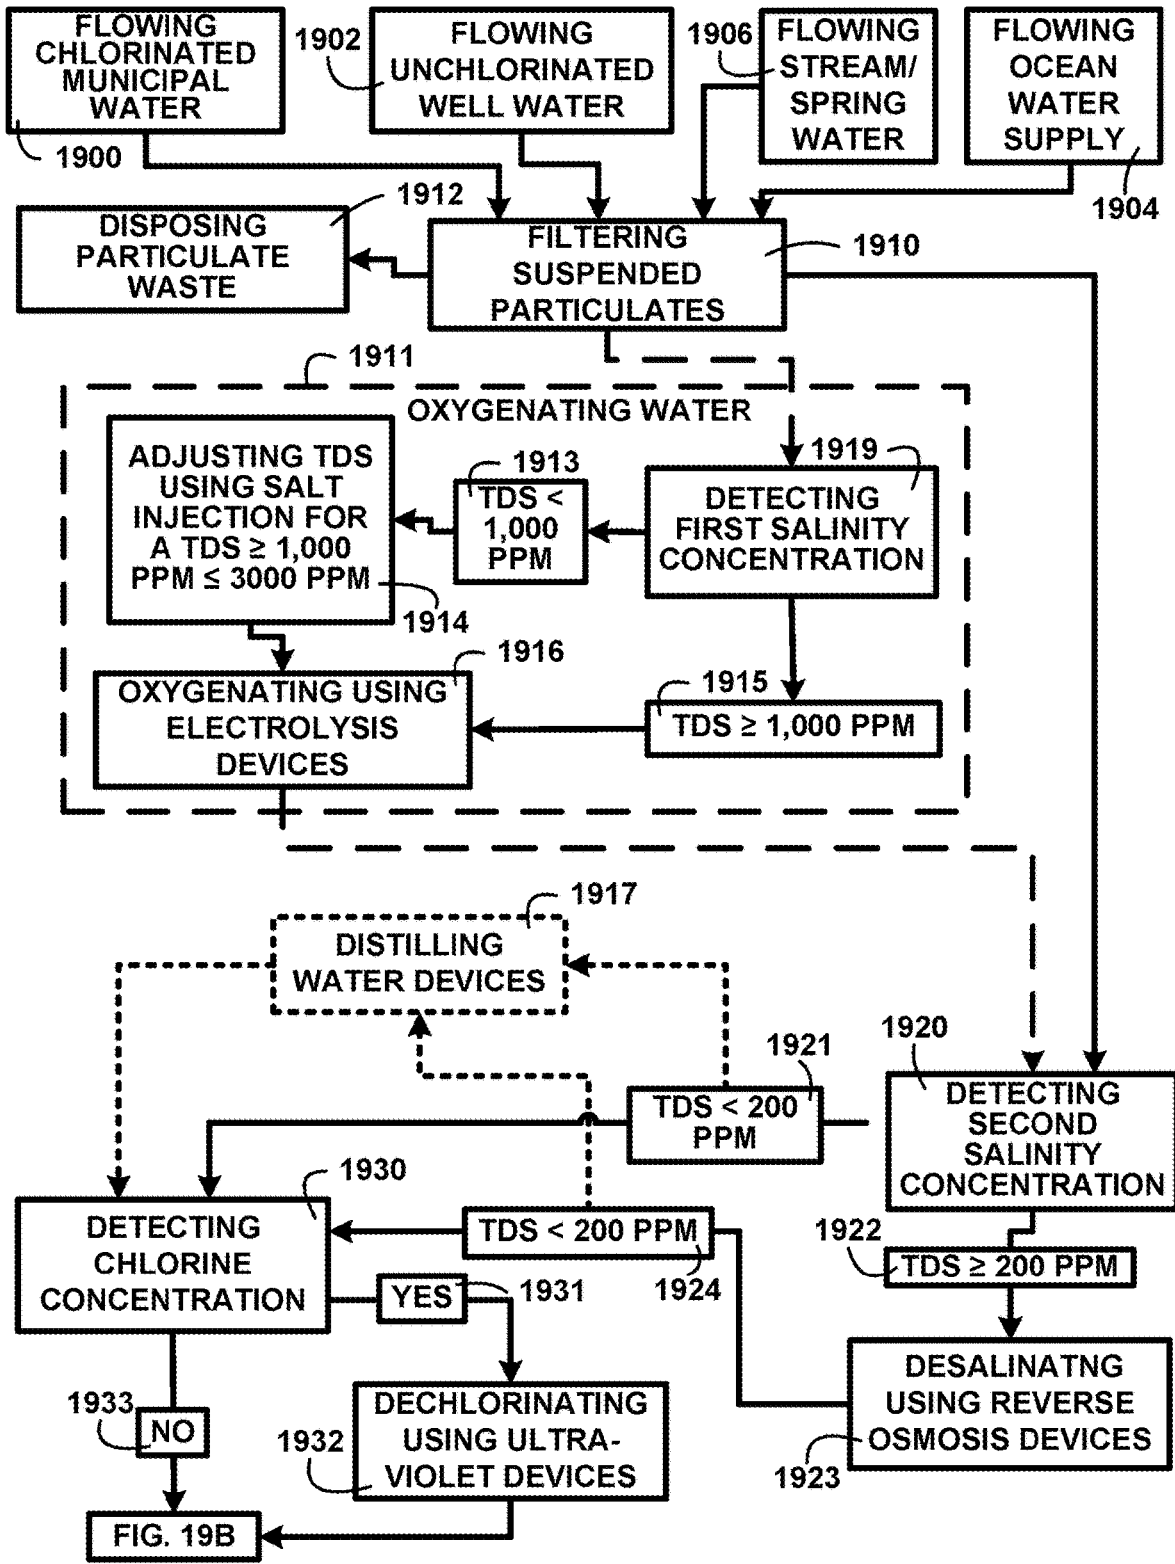 FLOWING
CHLORINATED
MUNICIPAL
WATER
1900
1902
FLOWING
UNCHLORINATED
WELL WATER
1906
FLOWING
STREAM/
SPRING
WATER
FLOWING
OCEAN
WATER
SUPPLY
1904
1912
DISPOSING
PARTICULATE
WASTE
FILTERING
SUSPENDED
PARTICULATES
1910
1911
OXYGENATING WATER
ADJUSTING TDS
USING SALT
INJECTION FOR
A TDS ≥ 1,000
PPM ≤ 3000 PPM
1914
1913
TDS <
1,000
PPM
1919
DETECTING
FIRST SALINITY
CONCENTRATION
1916
OXYGENATING USING
ELECTROLYSIS
DEVICES
1915
TDS ≥ 1,000 PPM
1917
DISTILLING
WATER DEVICES
1921
TDS < 200
PPM
1920
DETECTING
SECOND
SALINITY
CONCENTRATION
1930
DETECTING
CHLORINE
CONCENTRATION
TDS < 200 PPM
1924
1922
TDS ≥ 200 PPM
YES
1931
DESALINATNG
USING REVERSE
OSMOSIS DEVICES
1923
1933
NO
1932
DECHLORINATING
USING ULTRA-
VIOLET DEVICES
FIG. 19B